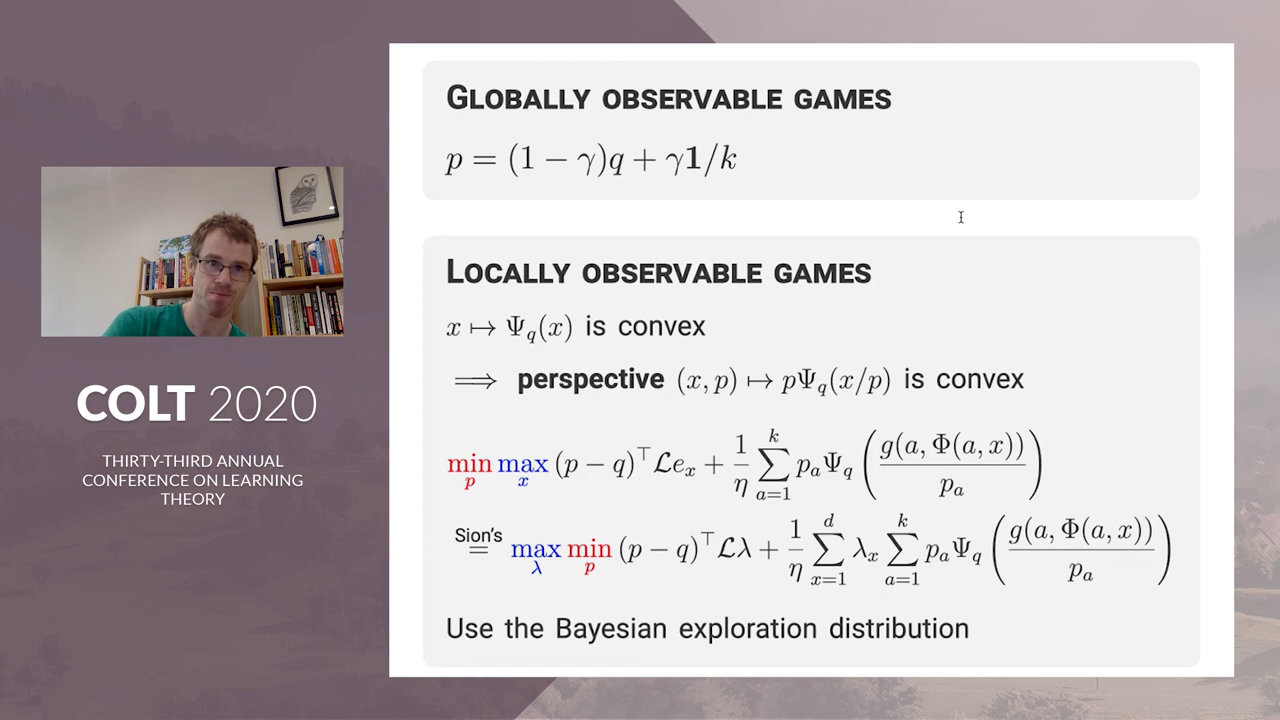 COLT 2020
THIRTY-THIRD ANNUAL
CONFERENCE ON LEARNING
THEORY
GLOBALLY OBSERVABLE GAMES
p = (1 − γ)q + γ𝟏/k
LOCALLY OBSERVABLE GAMES
x ↦ Ψ_q(x) is convex
⟹ perspective (x, p) ↦ pΨ_q(x/p) is convex
min_p max_x (p − q)^⊤ ℒe_x + 1/η ∑_{a=1}^{k} p_a Ψ_q ( g(a, Φ(a, x)) / p_a )
Sion's = max_λ min_p (p − q)^⊤ ℒλ + 1/η ∑_{x=1}^{d} λ_x ∑_{a=1}^{k} p_a Ψ_q ( g(a, Φ(a, x)) / p_a )
Use the Bayesian exploration distribution